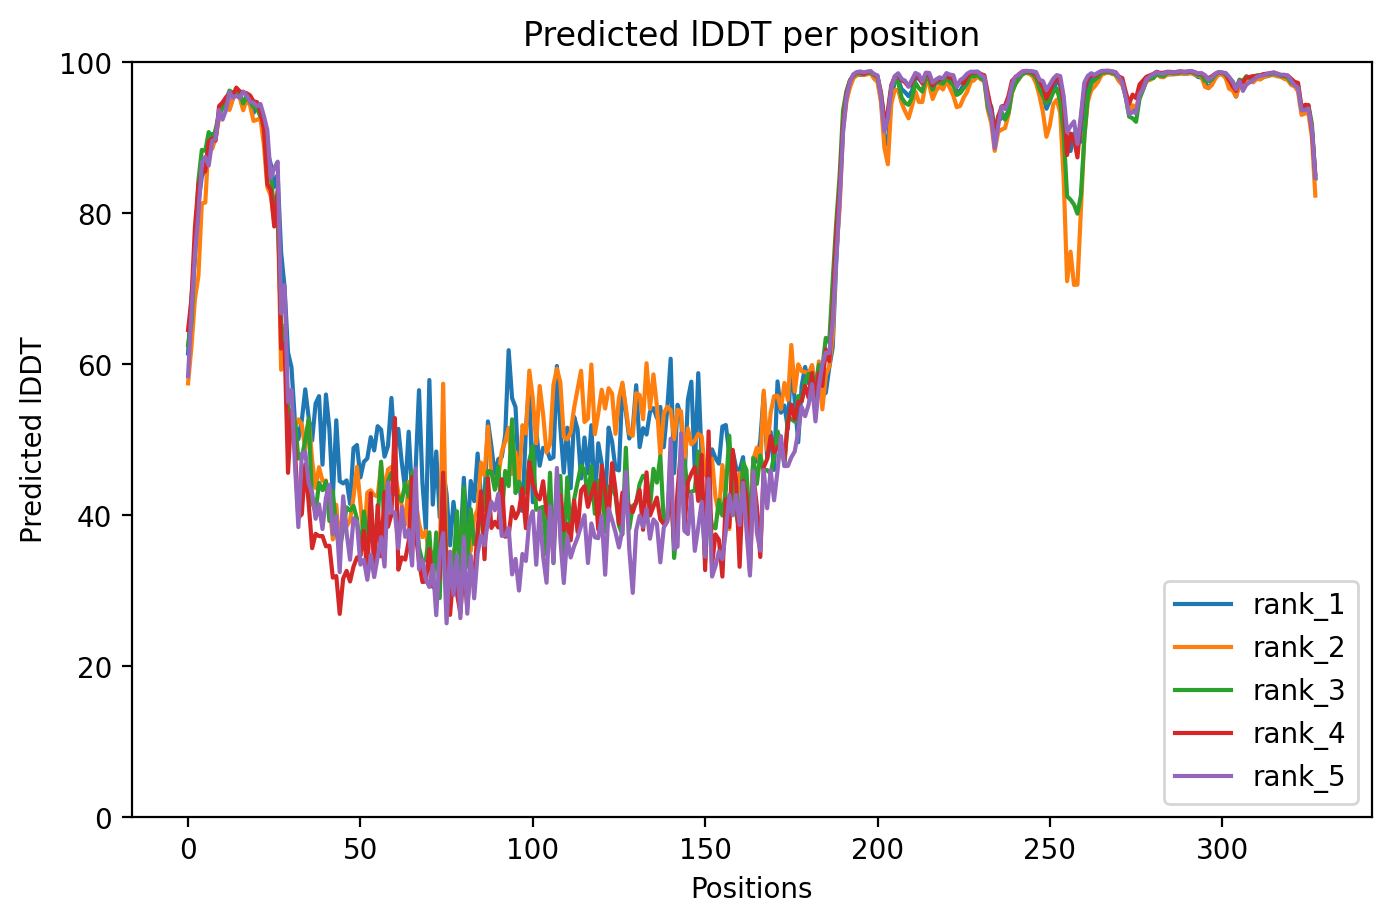 Predicted lDDT per position
100
80
60
40
20
0
Predicted lDDT
0 50 100 150 200 250 300
Positions
rank_1
rank_2
rank_3
rank_4
rank_5